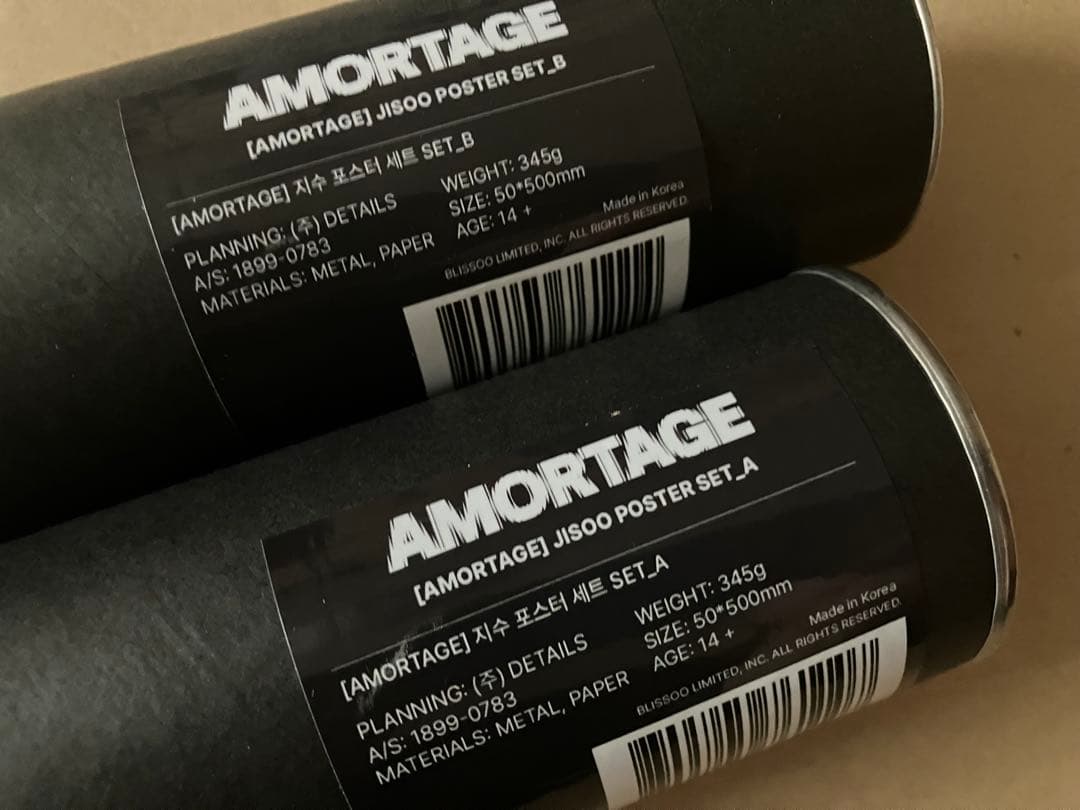 AMORTAGE
[AMORTAGE] JISOO POSTER SET_B
[AMORTAGE] 지수 포스터 세트 SET_B
PLANNING: (주) DETAILS
A/S: 1899-0783
MATERIALS: METAL, PAPER
WEIGHT: 345g
SIZE: 50*500mm
AGE: 14 +
Made in Korea
BLISSOO LIMITED, INC. ALL RIGHTS RESERVED.
AMORTAGE
[AMORTAGE] JISOO POSTER SET_A
[AMORTAGE] 지수 포스터 세트 SET_A
PLANNING: (주) DETAILS
A/S: 1899-0783
MATERIALS: METAL, PAPER
WEIGHT: 345g
SIZE: 50*500mm
AGE: 14 +
Made in Korea
BLISSOO LIMITED, INC. ALL RIGHTS RESERVED.